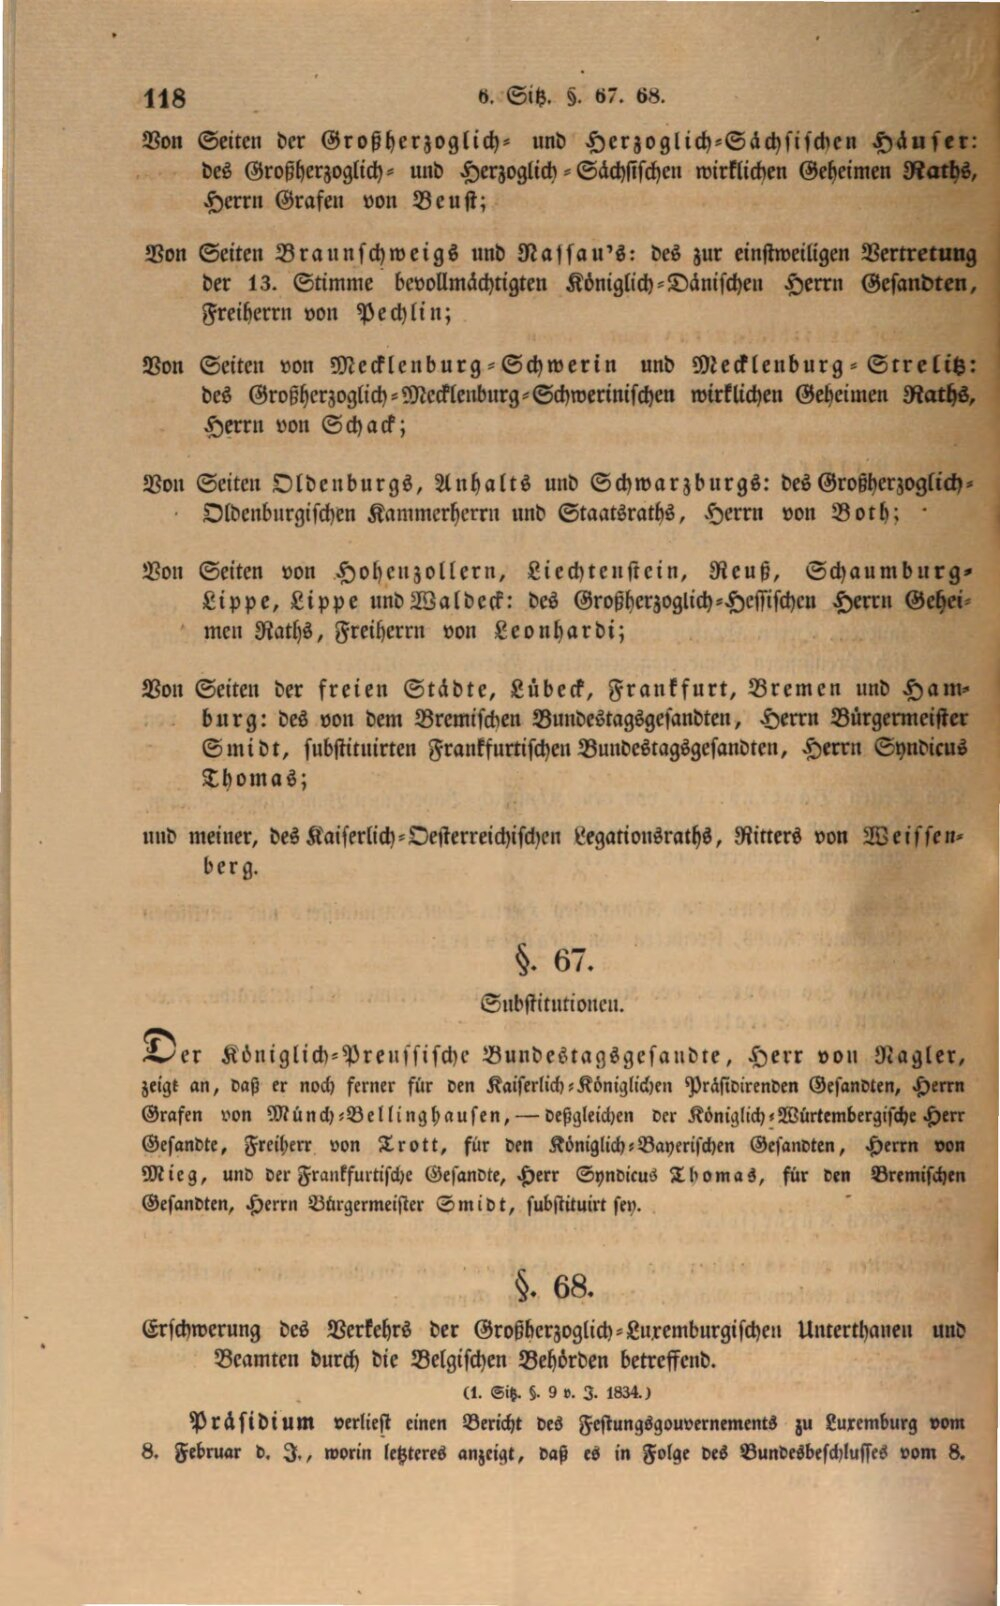 118 6. Sitz. §. 67. 68.
Von Seiten der Großherzoglich- und Herzoglich-Sächsischen Häuser:
des Großherzoglich- und Herzoglich-Sächsischen wirklichen Geheimen Raths,
Herrn Grafen von Beust;
Von Seiten Braunschweigs und Nassau's: des zur einstweiligen Vertretung
der 13. Stimme bevollmächtigten Königlich-Dänischen Herrn Gesandten,
Freiherrn von Pechlin;
Von Seiten von Mecklenburg-Schwerin und Mecklenburg-Strelitz:
des Großherzoglich-Mecklenburg-Schwerinischen wirklichen Geheimen Raths,
Herrn von Schack;
Von Seiten Oldenburgs, Anhalts und Schwarzburgs: des Großherzoglich-
Oldenburgischen Kammerherrn und Staatsraths, Herrn von Both;
Von Seiten von Hohenzollern, Liechtenstein, Reuß, Schaumburg-
Lippe, Lippe und Waldeck: des Großherzoglich-Hessischen Herrn Gehei-
men Raths, Freiherrn von Leonhardi;
Von Seiten der freien Städte, Lübeck, Frankfurt, Bremen und Ham-
burg: des von dem Bremischen Bundestagsgesandten, Herrn Bürgermeister
Smidt, substituirten Frankfurtischen Bundestagsgesandten, Herrn Syndicus
Thomas;
und meiner, des Kaiserlich-Oesterreichischen Legationsraths, Ritters von Weissen-
berg.
§. 67.
Substitutionen.
Der Königlich-Preussische Bundestagsgesandte, Herr von Nagler,
zeigt an, daß er noch ferner für den Kaiserlich-Königlichen Präsidirenden Gesandten, Herrn
Grafen von Münch-Bellinghausen, — deßgleichen der Königlich-Würtembergische Herr
Gesandte, Freiherr von Trott, für den Königlich-Bayerischen Gesandten, Herrn von
Mieg, und der Frankfurtische Gesandte, Herr Syndicus Thomas, für den Bremischen
Gesandten, Herrn Bürgermeister Smidt, substituirt sey.
§. 68.
Erschwerung des Verkehrs der Großherzoglich-Luxemburgischen Unterthanen und
Beamten durch die Belgischen Behörden betreffend.
(1. Sitz. §. 9 v. J. 1834.)
Präsidium verliest einen Bericht des Festungsgouvernements zu Luxemburg vom
8. Februar d. J., worin letzteres anzeigt, daß es in Folge des Bundesbeschlusses vom 8.